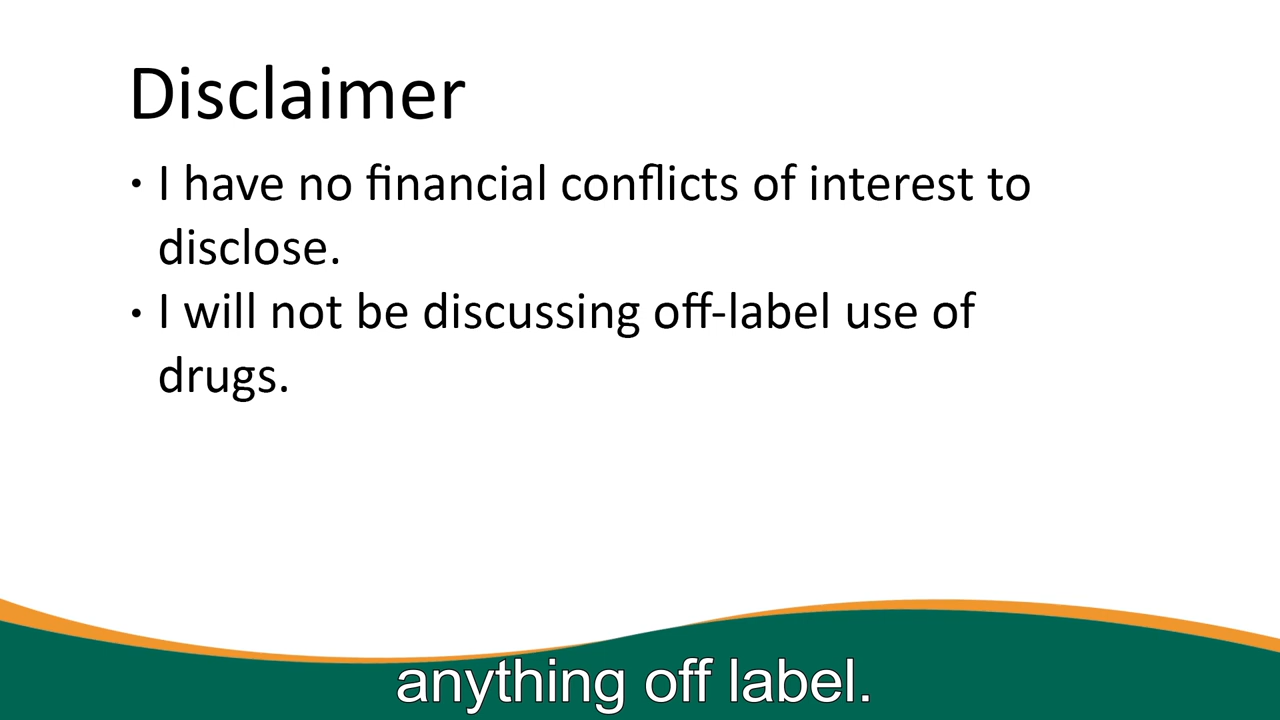 Disclaimer
• I have no financial conflicts of interest to
disclose.
• I will not be discussing off-label use of
drugs.
anything off label.